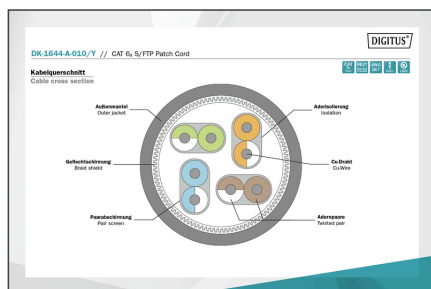 DIGITUS®
DK-1644-A-010/Y // CAT 6A S/FTP Patch Cord
Kabelquerschnitt
Cable cross section
Außenmantel
Outer jacket
Aderisolierung
Isolation
Geflechtschirmung
Braid shield
Cu-Draht
Cu-Wire
Paarabschirmung
Pair screen
Adernpaare
Twisted pair